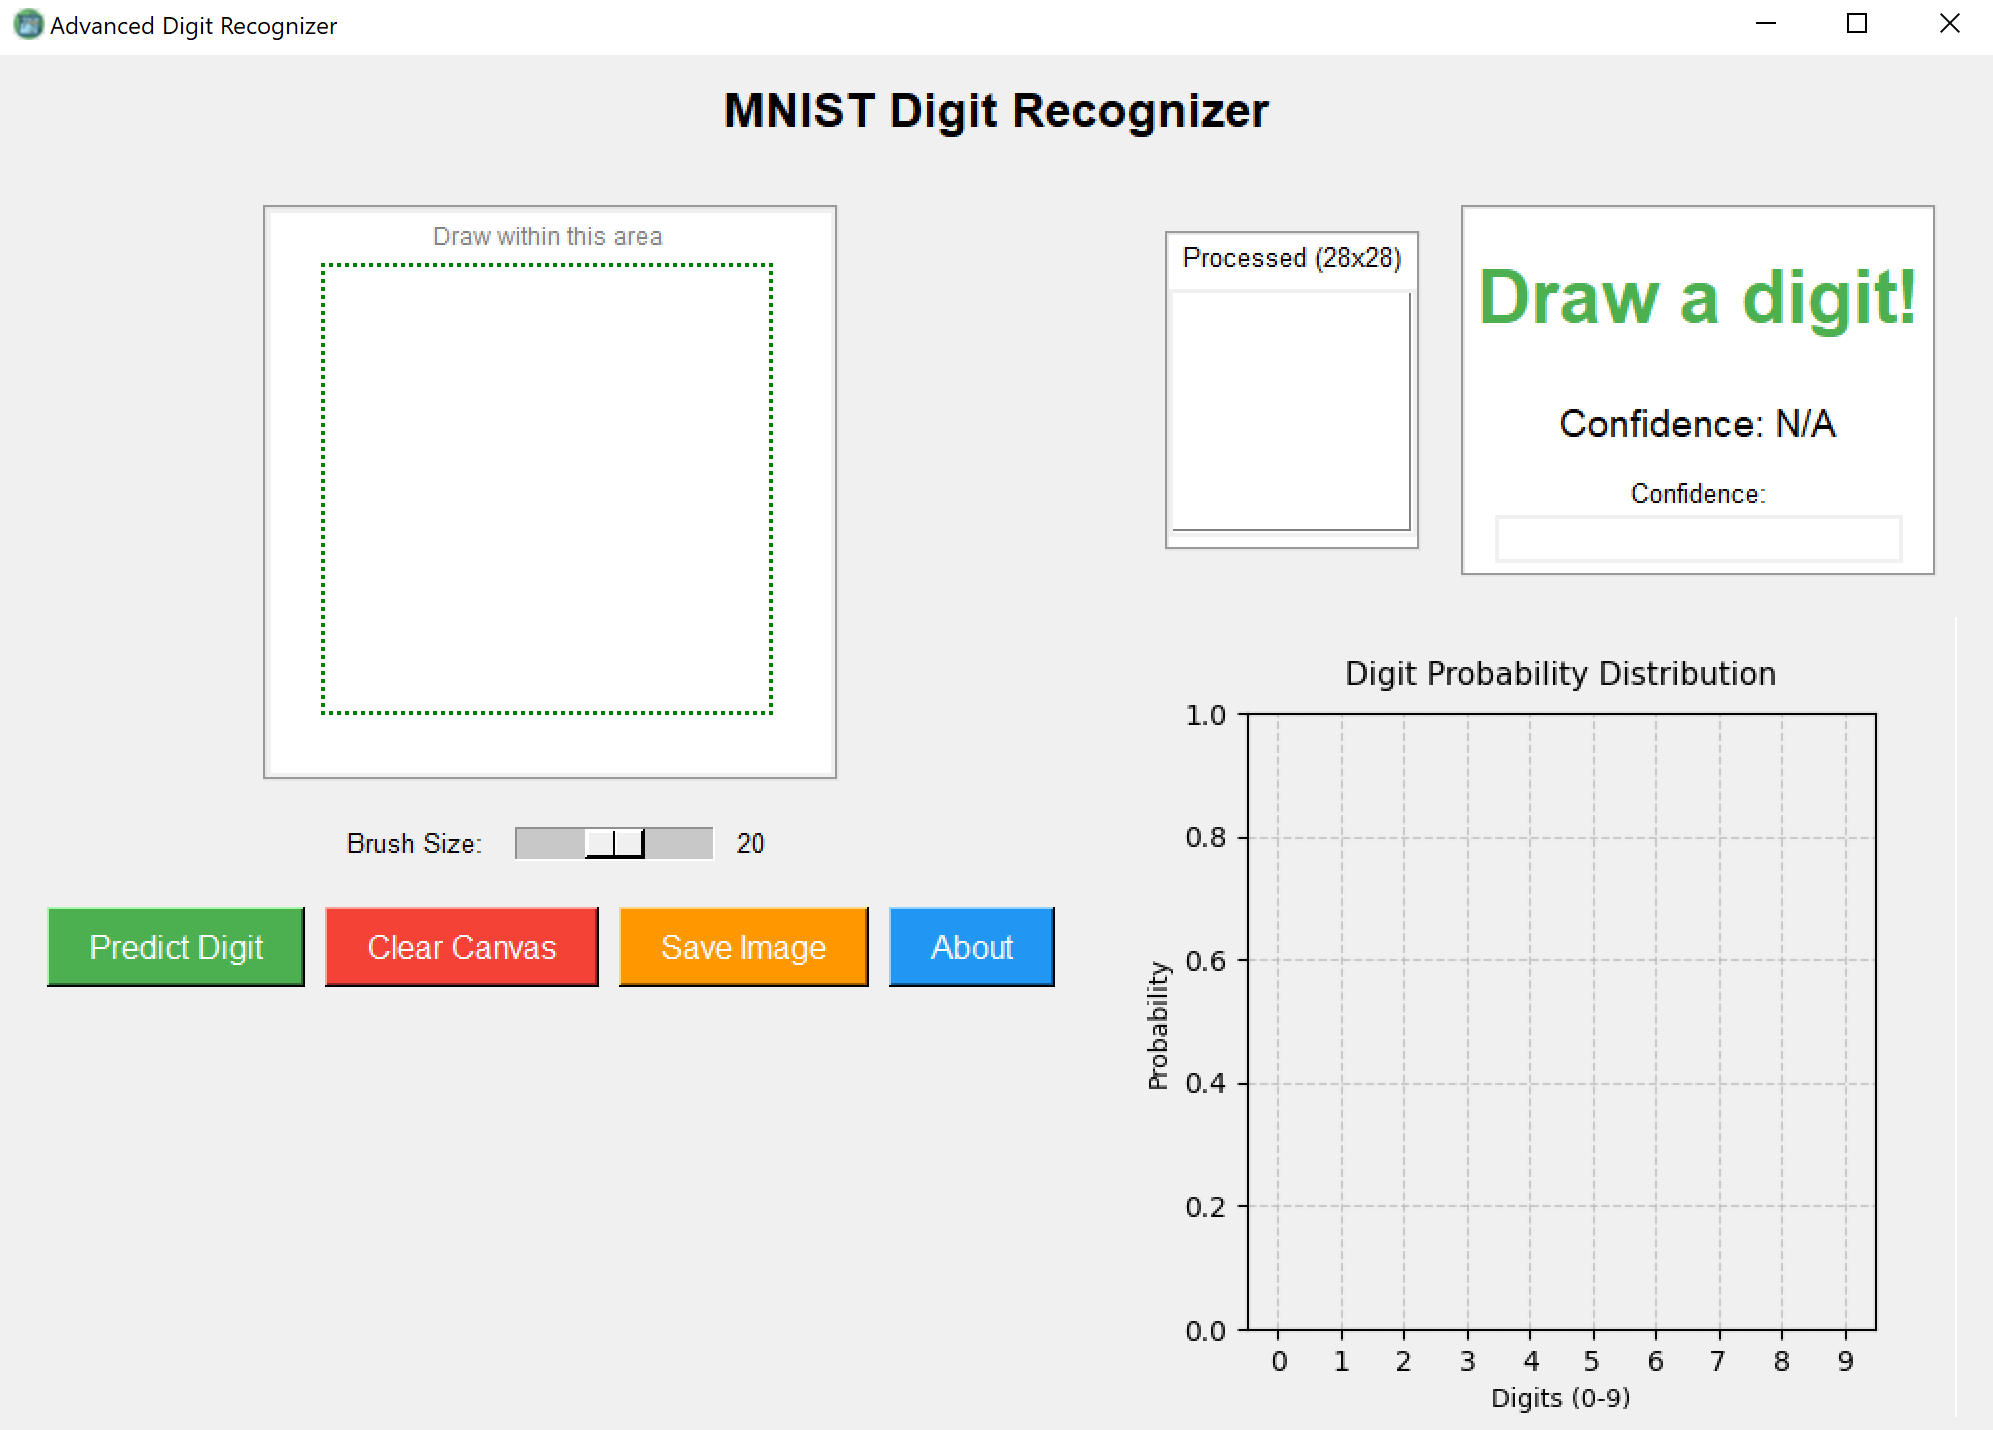 Advanced Digit Recognizer
MNIST Digit Recognizer
Draw within this area
Brush Size: 20
Predict Digit
Clear Canvas
Save Image
About
Processed (28x28)
Draw a digit!
Confidence: N/A
Confidence:
Digit Probability Distribution
Probability
1.0
0.8
0.6
0.4
0.2
0.0
0 1 2 3 4 5 6 7 8 9
Digits (0-9)